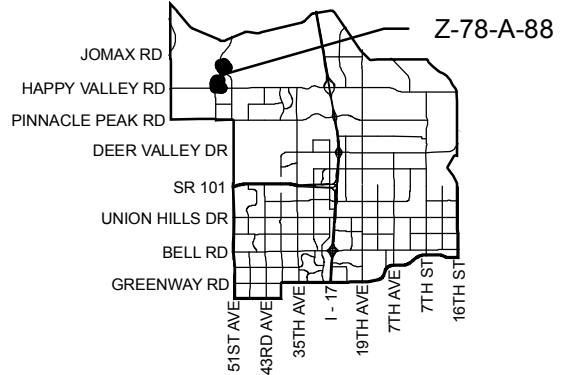 Z-78-A-88
JOMAX RD
HAPPY VALLEY RD
PINNACLE PEAK RD
DEER VALLEY DR
SR 101
UNION HILLS DR
BELL RD
GREENWAY RD
51ST AVE
43RD AVE
35TH AVE
I - 17
19TH AVE
7TH AVE
7TH ST
16TH ST